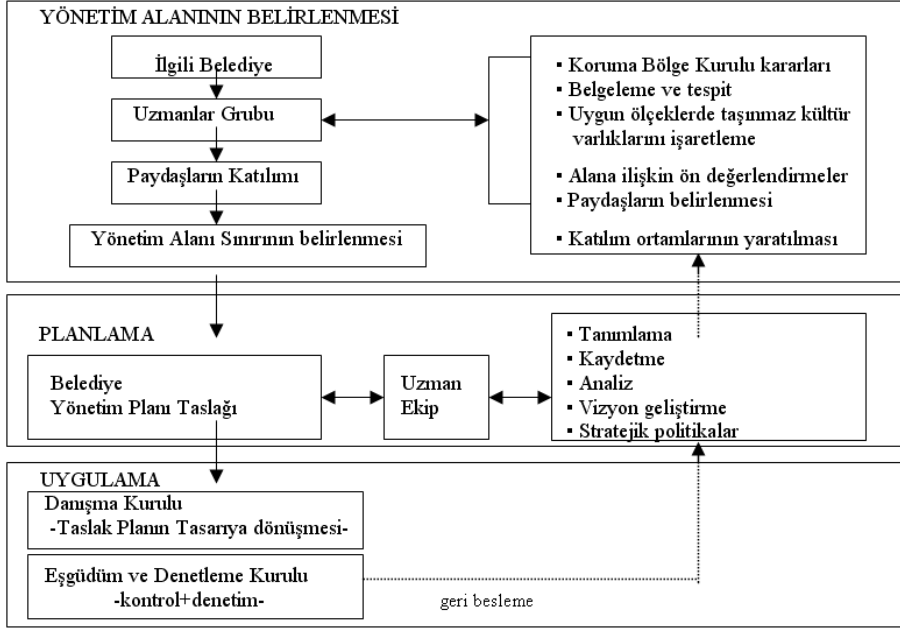 YÖNETİM ALANININ BELİRLENMESİ
İlgili Belediye
Uzmanlar Grubu
Paydaşların Katılımı
Yönetim Alanı Sınırının belirlenmesi
▪ Koruma Bölge Kurulu kararları
▪ Belgeleme ve tespit
▪ Uygun ölçeklerde taşınmaz kültür
varlıklarını işaretleme
▪ Alana ilişkin ön değerlendirmeler
▪ Paydaşların belirlenmesi
▪ Katılım ortamlarının yaratılması
PLANLAMA
Belediye
Yönetim Planı Taslağı
Uzman
Ekip
▪ Tanımlama
▪ Kaydetme
▪ Analiz
▪ Vizyon geliştirme
▪ Stratejik politikalar
UYGULAMA
Danışma Kurulu
-Taslak Planın Tasarıya dönüşmesi-
Eşgüdüm ve Denetleme Kurulu
-kontrol+denetim-
geri besleme